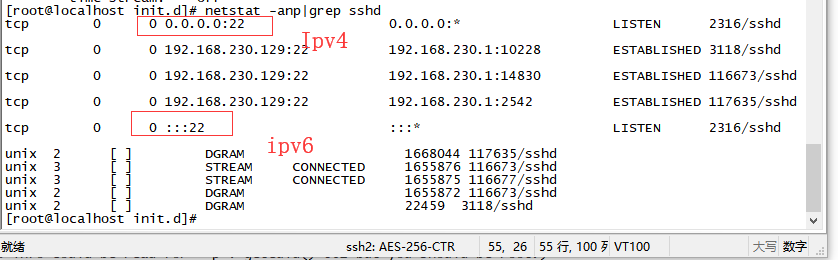 [root@localhost init.d]# netstat -anp|grep sshd
tcp 0 0 0.0.0.0:22 0.0.0.0:* LISTEN 2316/sshd
Ipv4
tcp 0 0 192.168.230.129:22 192.168.230.1:10228 ESTABLISHED 3118/sshd
tcp 0 0 192.168.230.129:22 192.168.230.1:14830 ESTABLISHED 116673/sshd
tcp 0 0 192.168.230.129:22 192.168.230.1:2542 ESTABLISHED 117635/sshd
tcp 0 0 :::22 :::* LISTEN 2316/sshd
ipv6
unix 2 [ ] DGRAM 1668044 117635/sshd
unix 3 [ ] STREAM CONNECTED 1655876 116673/sshd
unix 3 [ ] STREAM CONNECTED 1655875 116677/sshd
unix 2 [ ] DGRAM 1655872 116673/sshd
unix 2 [ ] DGRAM 22459 3118/sshd
[root@localhost init.d]#
就绪 ssh2: AES-256-CTR 55, 26 55 行, 100 列 VT100 大写 数字